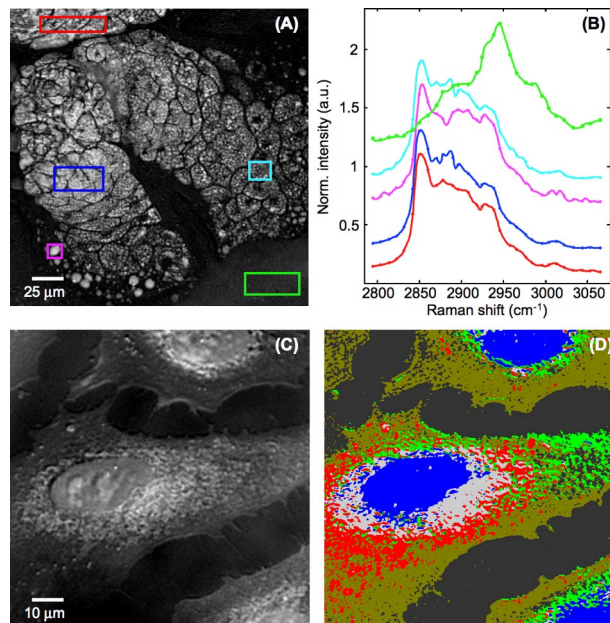 (A)
25 µm
(B)
2
1.5
1
0.5
Norm. intensity (a.u.)
2800 2850 2900 2950 3000 3050
Raman shift (cm⁻¹)
(C)
10 µm
(D)